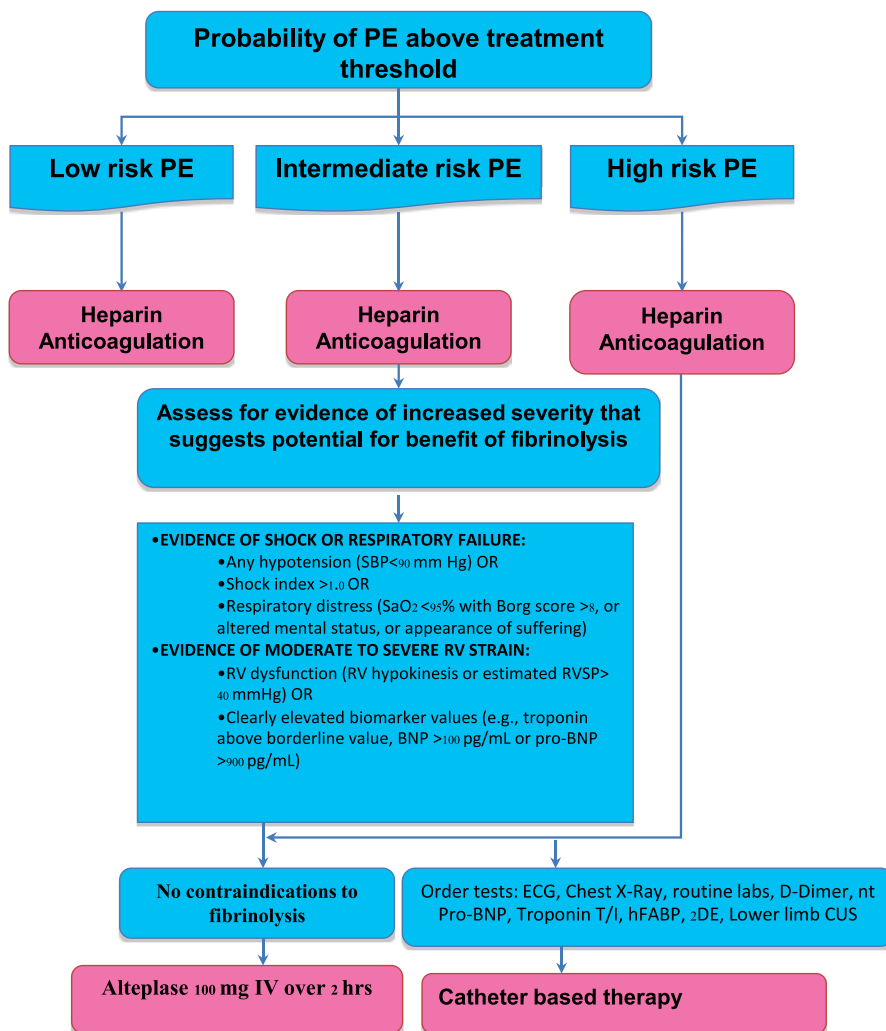 Probability of PE above treatment
threshold
Low risk PE
Intermediate risk PE
High risk PE
Heparin
Anticoagulation
Heparin
Anticoagulation
Heparin
Anticoagulation
Assess for evidence of increased severity that
suggests potential for benefit of fibrinolysis
•EVIDENCE OF SHOCK OR RESPIRATORY FAILURE:
•Any hypotension (SBP<90 mm Hg) OR
•Shock index >1.0 OR
•Respiratory distress (SaO2 <95% with Borg score >8, or
altered mental status, or appearance of suffering)
•EVIDENCE OF MODERATE TO SEVERE RV STRAIN:
•RV dysfunction (RV hypokinesis or estimated RVSP>
40 mmHg) OR
•Clearly elevated biomarker values (e.g., troponin
above borderline value, BNP >100 pg/mL or pro-BNP
>900 pg/mL)
No contraindications to
fibrinolysis
Order tests: ECG, Chest X-Ray, routine labs, D-Dimer, nt
Pro-BNP, Troponin T/I, hFABP, 2DE, Lower limb CUS
Alteplase 100 mg IV over 2 hrs
Catheter based therapy